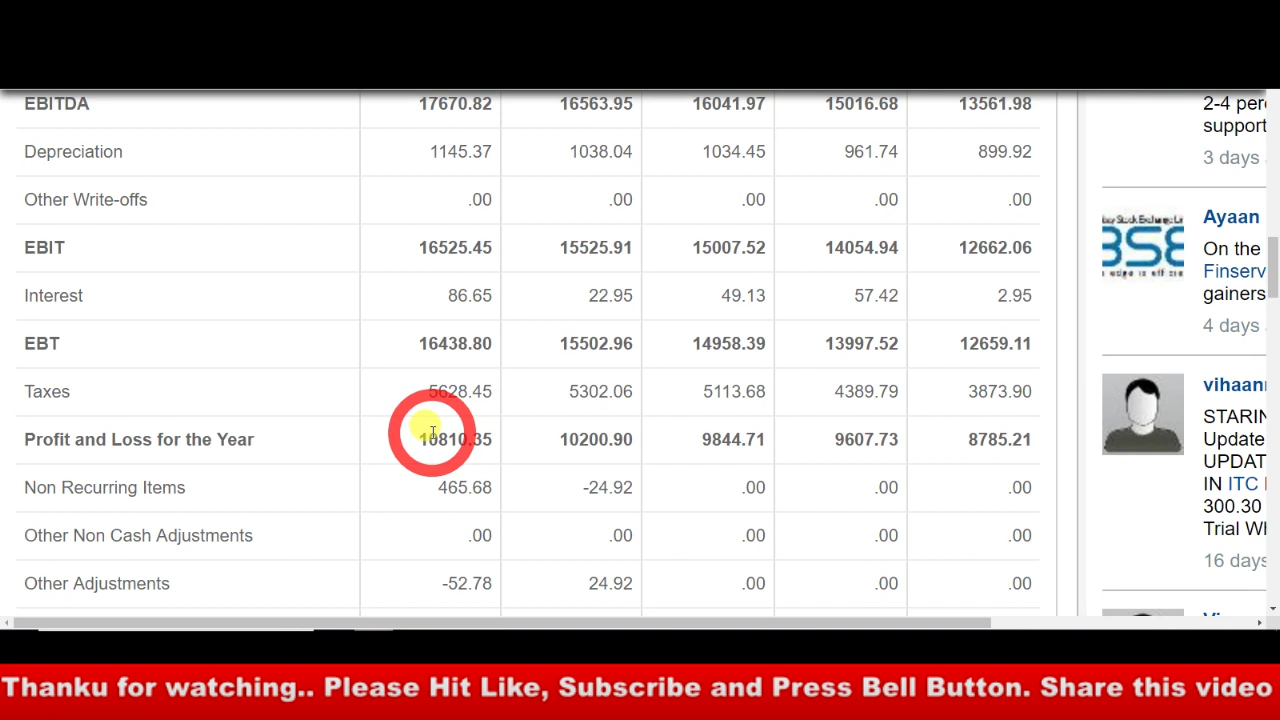 EBITDA 17670.82 16563.95 16041.97 15016.68 13561.98
Depreciation 1145.37 1038.04 1034.45 961.74 899.92
Other Write-offs .00 .00 .00 .00 .00
EBIT 16525.45 15525.91 15007.52 14054.94 12662.06
Interest 86.65 22.95 49.13 57.42 2.95
EBT 16438.80 15502.96 14958.39 13997.52 12659.11
Taxes 5628.45 5302.06 5113.68 4389.79 3873.90
Profit and Loss for the Year 10810.35 10200.90 9844.71 9607.73 8785.21
Non Recurring Items 465.68 -24.92 .00 .00 .00
Other Non Cash Adjustments .00 .00 .00 .00 .00
Other Adjustments -52.78 24.92 .00 .00 .00
2-4
support
3 days
Ayaan
On the
Finserv
gainers
4 days
Update
IN ITC
300.30
Trial
16 days
Thanku for watching.. Please Hit Like, Subscribe and Press Bell Button. Share this video